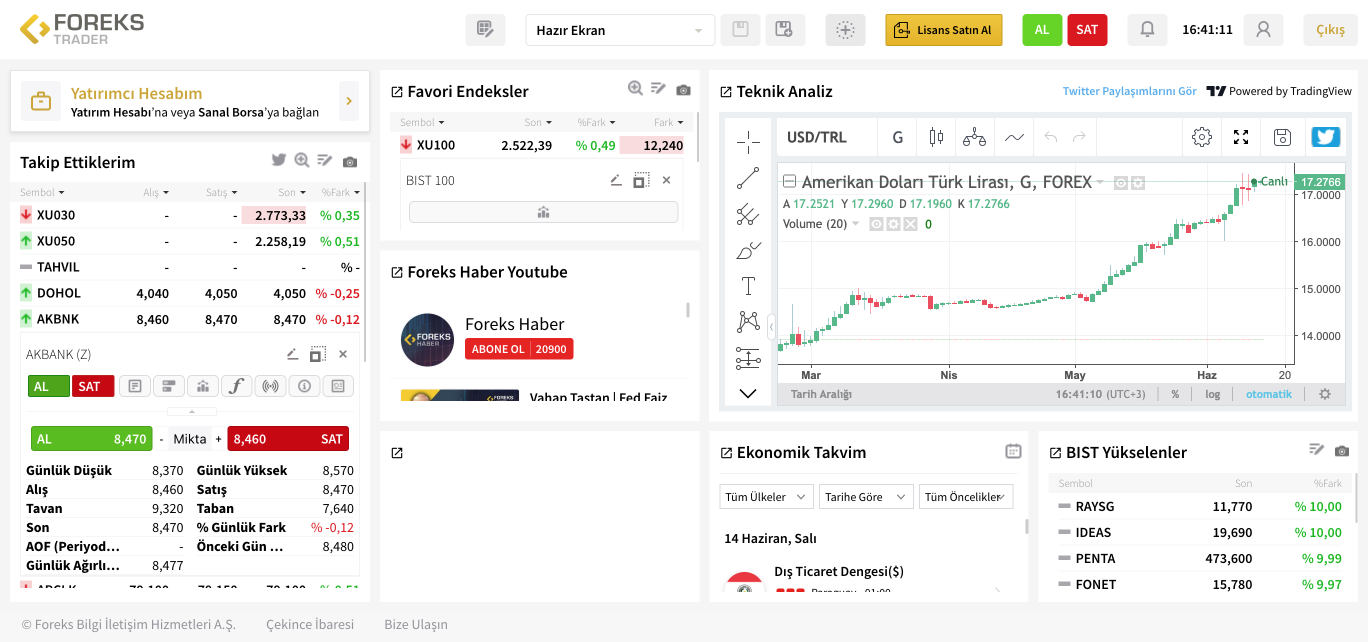 FOREKS
TRADER
Hazır Ekran
Lisans Satın Al
AL
SAT
16:41:11
Çıkış
Yatırımcı Hesabım
Yatırım Hesabı'na veya Sanal Borsa'ya bağlan
Takip Ettiklerim
Sembol Alış Satış Son %Fark
XU030 - - 2.773,33 % 0,35
XU050 - - 2.258,19 % 0,51
TAHVIL - - - % -
DOHOL 4,040 4,050 4,050 % -0,25
AKBNK 8,460 8,470 8,470 % -0,12
AKBANK (Z)
AL SAT
AL 8,470 - Mikta + 8,460 SAT
Günlük Düşük 8,370 Günlük Yüksek 8,570
Alış 8,460 Satış 8,470
Tavan 9,320 Taban 7,640
Son 8,470 % Günlük Fark % -0,12
AOF (Periyod... - Önceki Gün ... 8,480
Günlük Ağırlı... 8,477
Favori Endeksler
Sembol Son %Fark Fark
XU100 2.522,39 % 0,49 12,240
BIST 100
Foreks Haber Youtube
FOREKS
HABER
Foreks Haber
ABONE OL 20900
FOREKS
Vahap Taştan | Fed Faiz
Teknik Analiz
Twitter Paylaşımlarını Gör
Powered by TradingView
USD/TRL G
Amerikan Doları Türk Lirası, G, FOREX
Canlı
A 17.2521 Y 17.2960 D 17.1960 K 17.2766
Volume (20) 0
17.2766
17.0000
16.0000
15.0000
14.0000
Mar Nis May Haz 20
Tarih Aralığı 16:41:10 (UTC+3) % log otomatik
Ekonomik Takvim
Tüm Ülkeler Tarihe Göre Tüm Öncelikler
14 Haziran, Salı
Dış Ticaret Dengesi($)
Paraguay 01:00
BIST Yükselenler
Sembol Son %Fark
RAYSG 11,770 % 10,00
IDEAS 19,690 % 10,00
PENTA 473,600 % 9,99
FONET 15,780 % 9,97
© Foreks Bilgi İletişim Hizmetleri A.Ş. Çekince İbaresi Bize Ulaşın